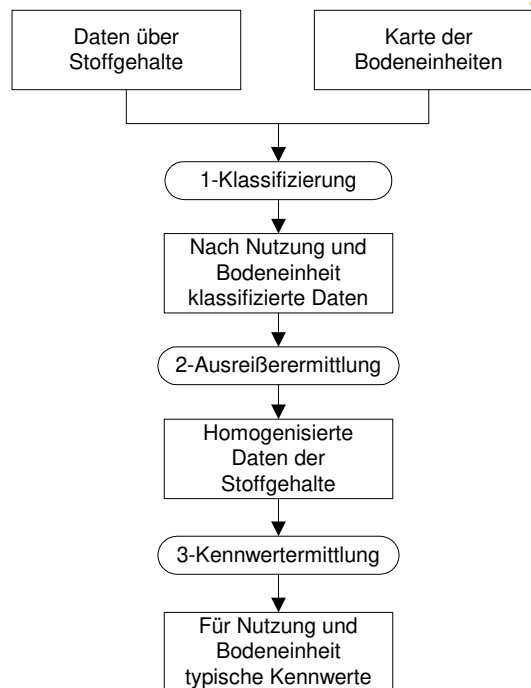 Daten über
Stoffgehalte
Karte der
Bodeneinheiten
1-Klassifizierung
Nach Nutzung und
Bodeneinheit
klassifizierte Daten
2-Ausreißerermittlung
Homogenisierte
Daten der
Stoffgehalte
3-Kennwertermittlung
Für Nutzung und
Bodeneinheit
typische Kennwerte